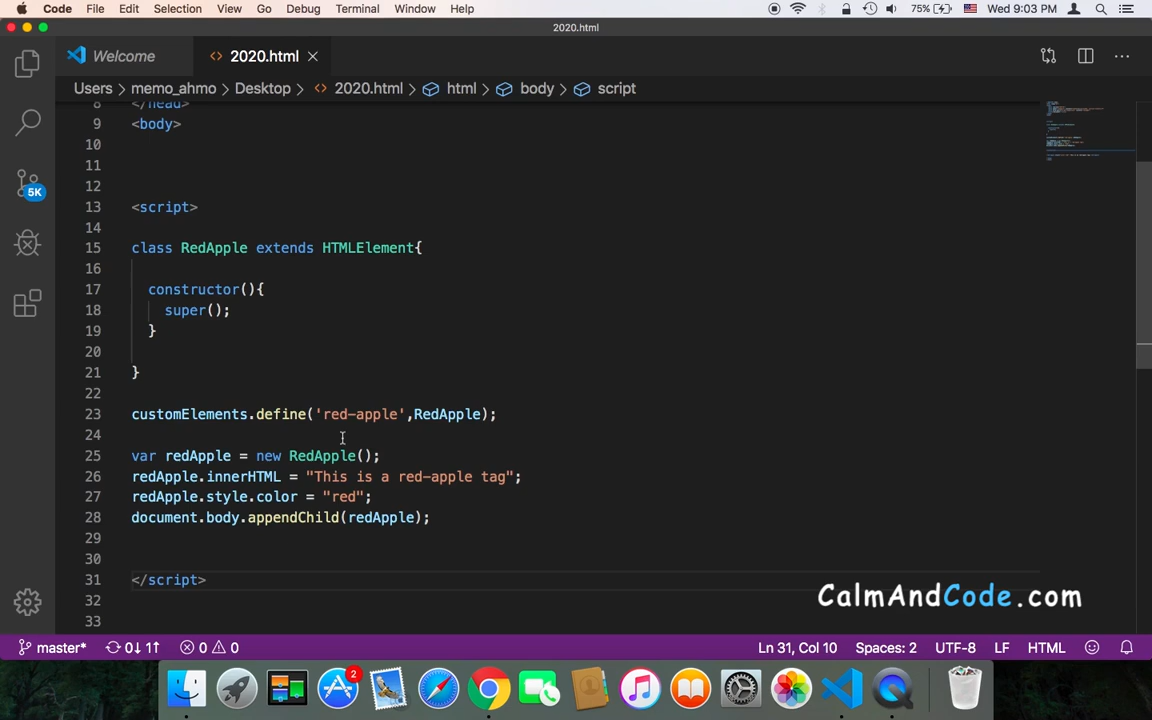 Code File Edit Selection View Go Debug Terminal Window Help 75% Wed 9:03 PM
2020.html
Welcome <> 2020.html
Users > memo_ahmo > Desktop > <> 2020.html > html > body > script
8 </head>
9 <body>
10
11
12
13 <script>
14
15 class RedApple extends HTMLElement{
16
17 constructor(){
18 super();
19 }
20
21 }
22
23 customElements.define('red-apple',RedApple);
24
25 var redApple = new RedApple();
26 redApple.innerHTML = "This is a red-apple tag";
27 redApple.style.color = "red";
28 document.body.appendChild(redApple);
29
30
31 </script>
32
33
5K
CalmAndCode.com
master* 0↓ 1↑ 0 0 Ln 31, Col 10 Spaces: 2 UTF-8 LF HTML
2